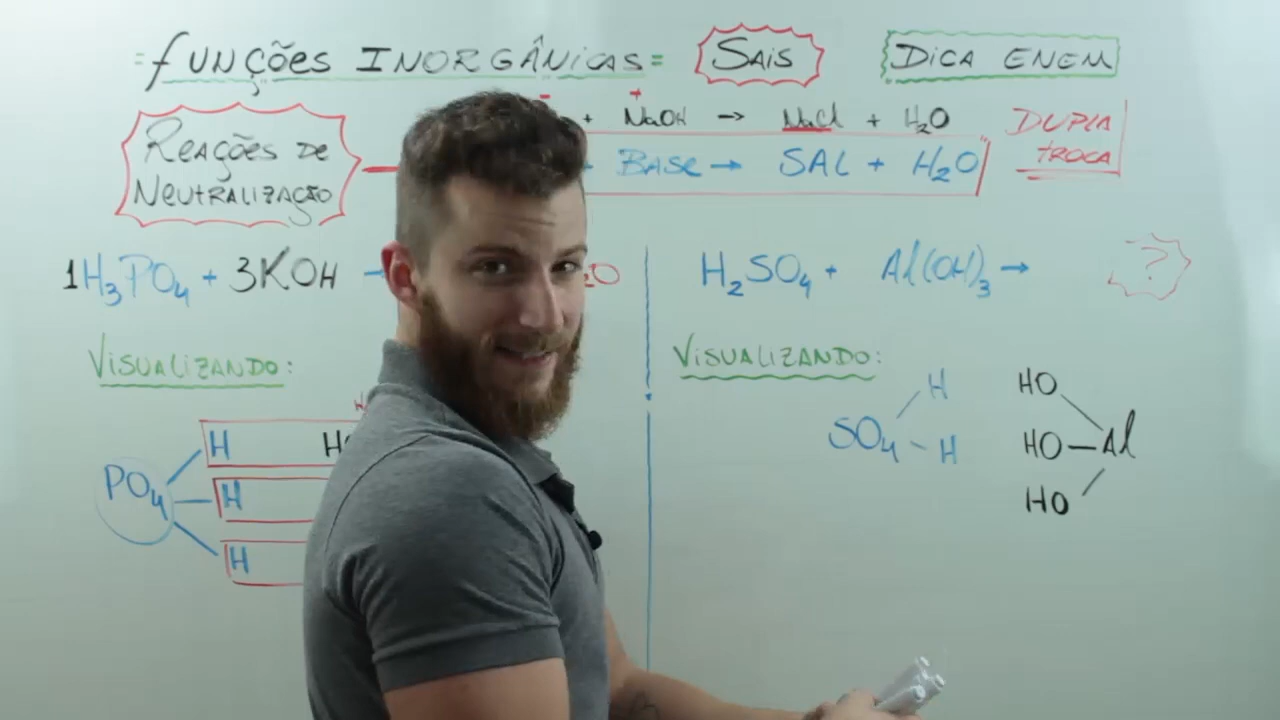 = FUNÇÕES INORGÂNICAS = SAIS DICA ENEM
- +
+ NaOH → NaCl + H₂O DUPLA TROCA
REAÇÕES DE NEUTRALIZAÇÃO
+ BASE → SAL + H₂O
1H₃PO₄ + 3KOH → O
H₂SO₄ + Al(OH)₃ → ?
VISUALIZANDO:
PO₄
H
H
H
VISUALIZANDO:
SO₄
H
H
HO
HO—Al
HO